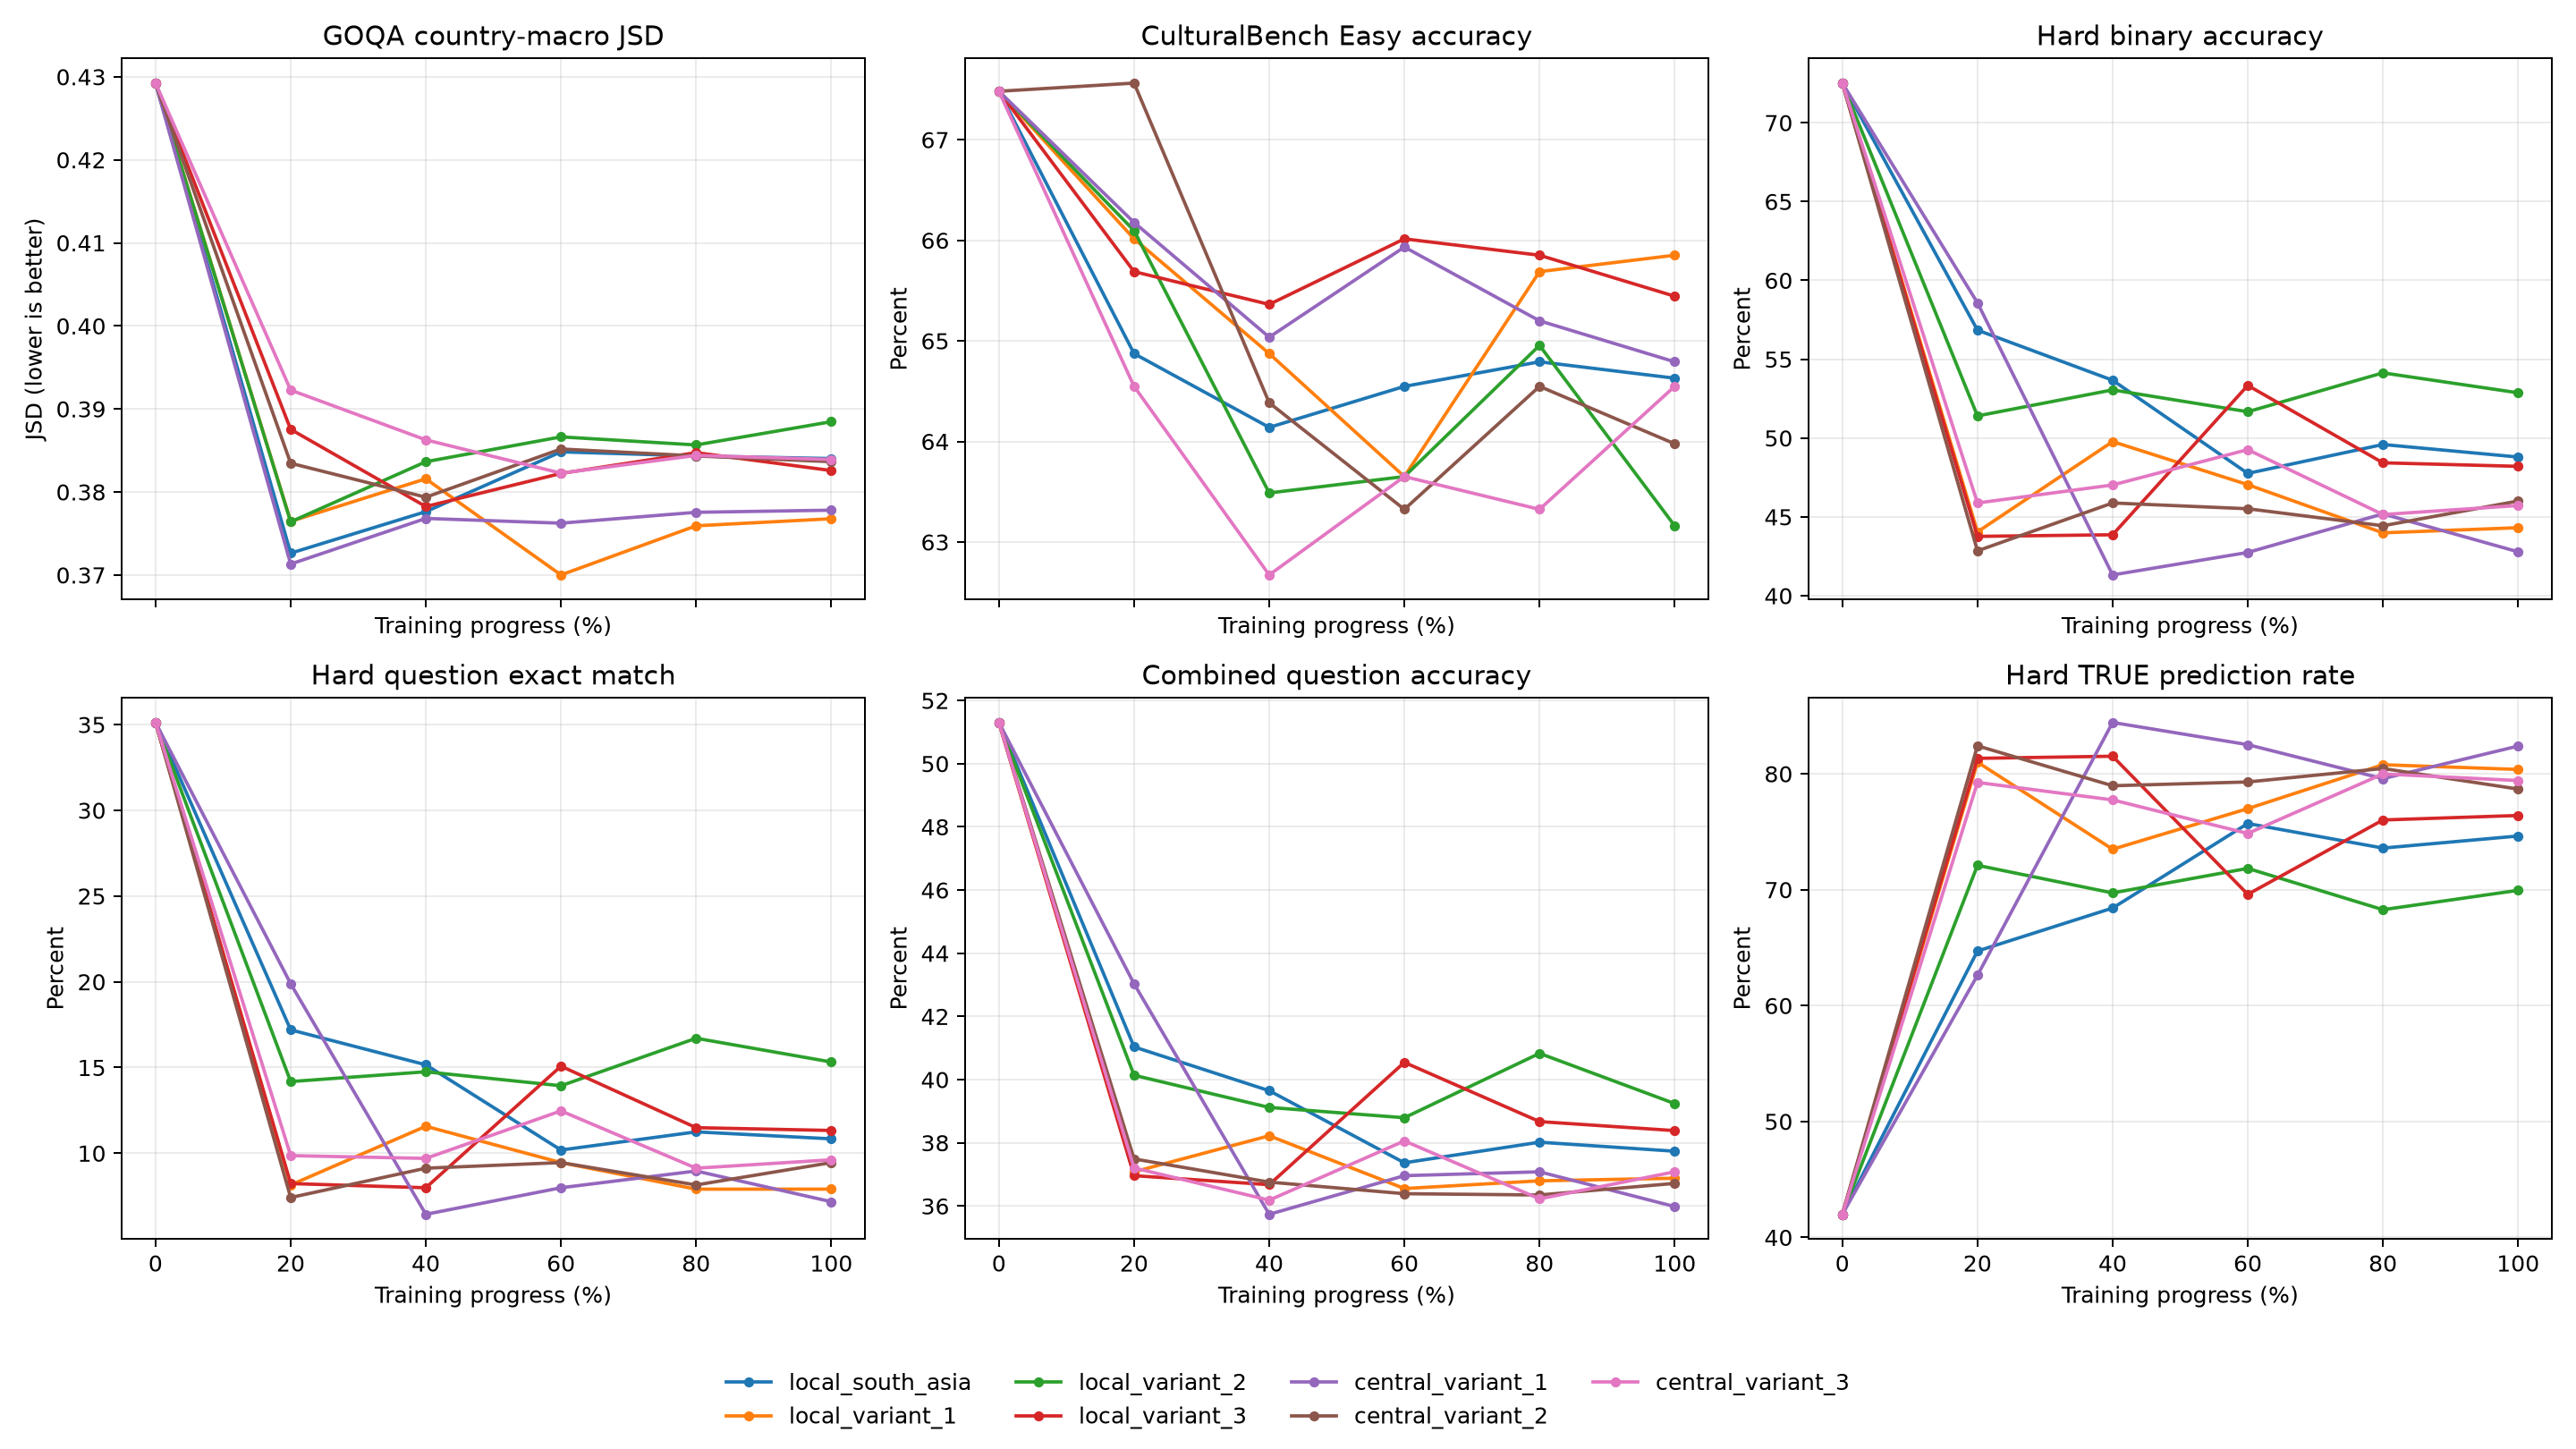 GOQA country-macro JSD
0.43
0.42
0.41
0.40
0.39
0.38
0.37
JSD (lower is better)
Training progress (%)
CulturalBench Easy accuracy
67
66
65
64
63
Percent
Training progress (%)
Hard binary accuracy
70
65
60
55
50
45
40
Percent
Training progress (%)
Hard question exact match
35
30
25
20
15
10
Percent
0 20 40 60 80 100
Training progress (%)
Combined question accuracy
52
50
48
46
44
42
40
38
36
Percent
0 20 40 60 80 100
Training progress (%)
Hard TRUE prediction rate
80
70
60
50
40
Percent
0 20 40 60 80 100
Training progress (%)
local_south_asia local_variant_2 central_variant_1 central_variant_3
local_variant_1 local_variant_3 central_variant_2